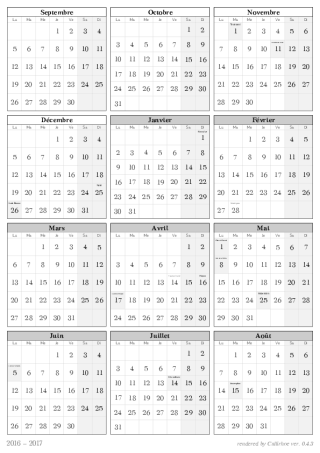 Septembre
Lu Ma Me Je Ve Sa Di
1 2 3 4
5 6 7 8 9 10 11
12 13 14 15 16 17 18
19 20 21 22 23 24 25
26 27 28 29 30
Octobre
Lu Ma Me Je Ve Sa Di
1 2
3 4 5 6 7 8 9
10 11 12 13 14 15 16
17 18 19 20 21 22 23
24 25 26 27 28 29 30
31
Novembre
Lu Ma Me Je Ve Sa Di
1 2 3 4 5 6
7 8 9 10 11 12 13
14 15 16 17 18 19 20
21 22 23 24 25 26 27
28 29 30
Décembre
Lu Ma Me Je Ve Sa Di
1 2 3 4
5 6 7 8 9 10 11
12 13 14 15 16 17 18
19 20 21 22 23 24 25
26 27 28 29 30 31
Janvier
Lu Ma Me Je Ve Sa Di
1
2 3 4 5 6 7 8
9 10 11 12 13 14 15
16 17 18 19 20 21 22
23 24 25 26 27 28 29
30 31
Février
Lu Ma Me Je Ve Sa Di
1 2 3 4 5
6 7 8 9 10 11 12
13 14 15 16 17 18 19
20 21 22 23 24 25 26
27 28
Mars
Lu Ma Me Je Ve Sa Di
1 2 3 4 5
6 7 8 9 10 11 12
13 14 15 16 17 18 19
20 21 22 23 24 25 26
27 28 29 30 31
Avril
Lu Ma Me Je Ve Sa Di
1 2
3 4 5 6 7 8 9
10 11 12 13 14 15 16
17 18 19 20 21 22 23
24 25 26 27 28 29 30
Mai
Lu Ma Me Je Ve Sa Di
1 2 3 4 5 6 7
8 9 10 11 12 13 14
15 16 17 18 19 20 21
22 23 24 25 26 27 28
29 30 31
Juin
Lu Ma Me Je Ve Sa Di
1 2 3 4
5 6 7 8 9 10 11
12 13 14 15 16 17 18
19 20 21 22 23 24 25
26 27 28 29 30
Juillet
Lu Ma Me Je Ve Sa Di
1 2
3 4 5 6 7 8 9
10 11 12 13 14 15 16
17 18 19 20 21 22 23
24 25 26 27 28 29 30
31
Août
Lu Ma Me Je Ve Sa Di
1 2 3 4 5 6
7 8 9 10 11 12 13
14 15 16 17 18 19 20
21 22 23 24 25 26 27
28 29 30 31
2016 – 2017
rendered by Callirhoe ver. 0.4.3